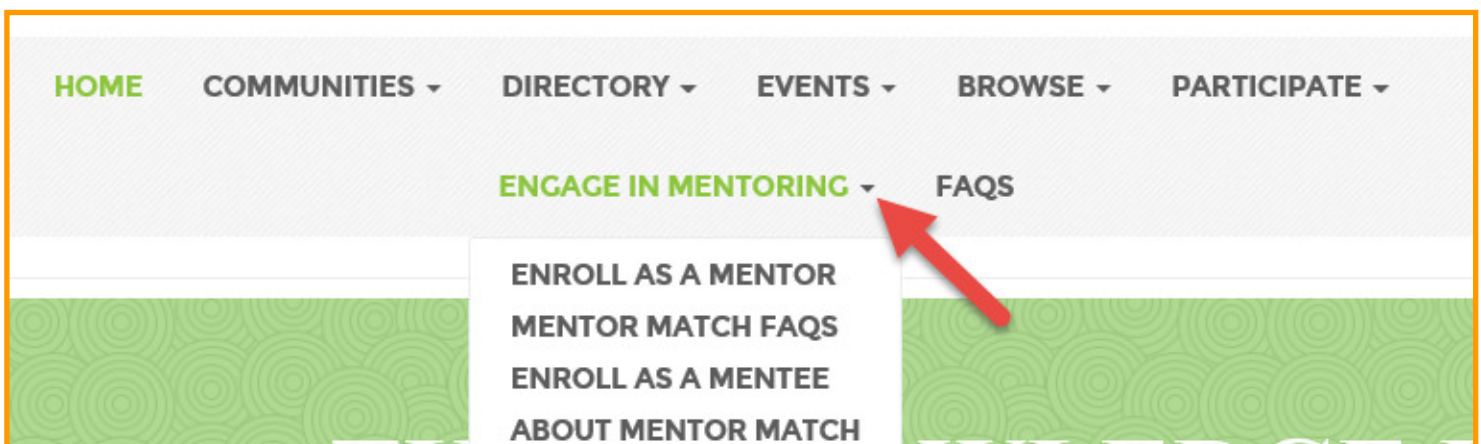 HOME COMMUNITIES DIRECTORY EVENTS BROWSE PARTICIPATE
ENGAGE IN MENTORING FAQS
ENROLL AS A MENTOR
MENTOR MATCH FAQS
ENROLL AS A MENTEE
ABOUT MENTOR MATCH